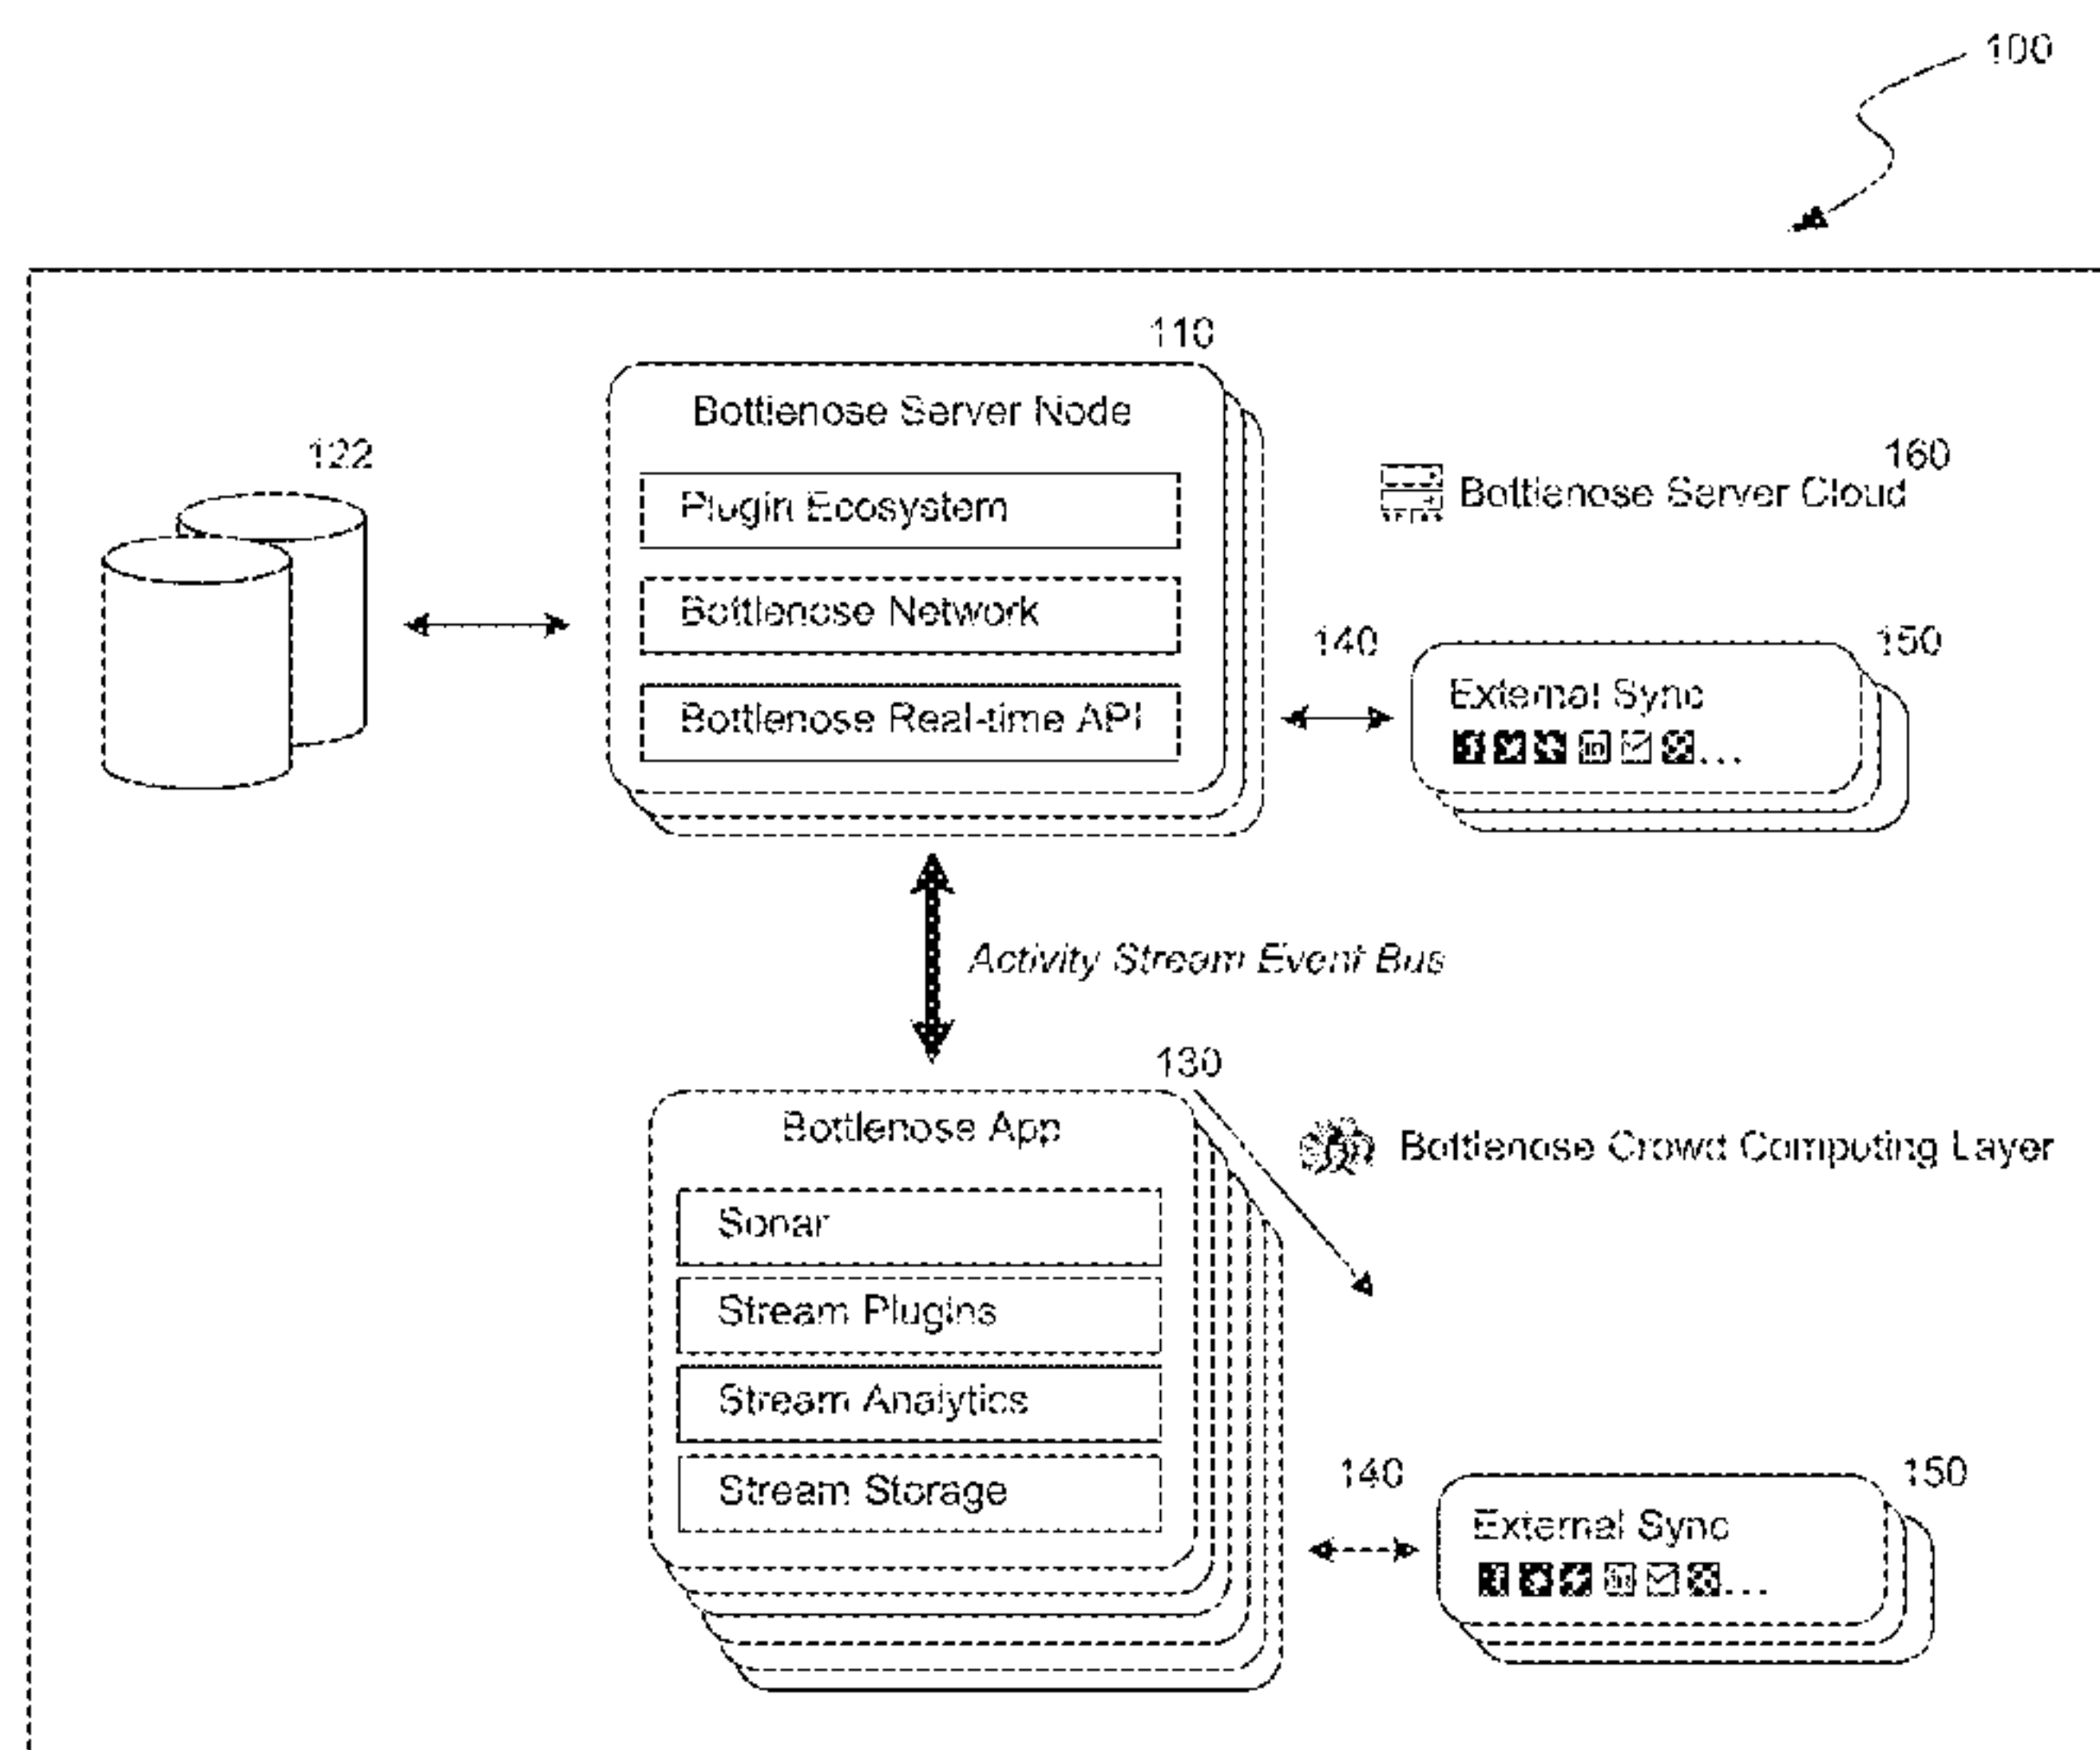 100
110
Bottlenose Server Node
122
160
Plugin Ecosystem
Bottlenose Server Cloud
Bottlenose Network
140
150
External Sync
Bottlenose Real-time API
...
Activity Stream Event Bus
130
Bottlenose App
Bottlenose Crowd Computing Layer
Sonar
Stream Plugins
Stream Analytics
Stream Storage
140
150
External Sync
...